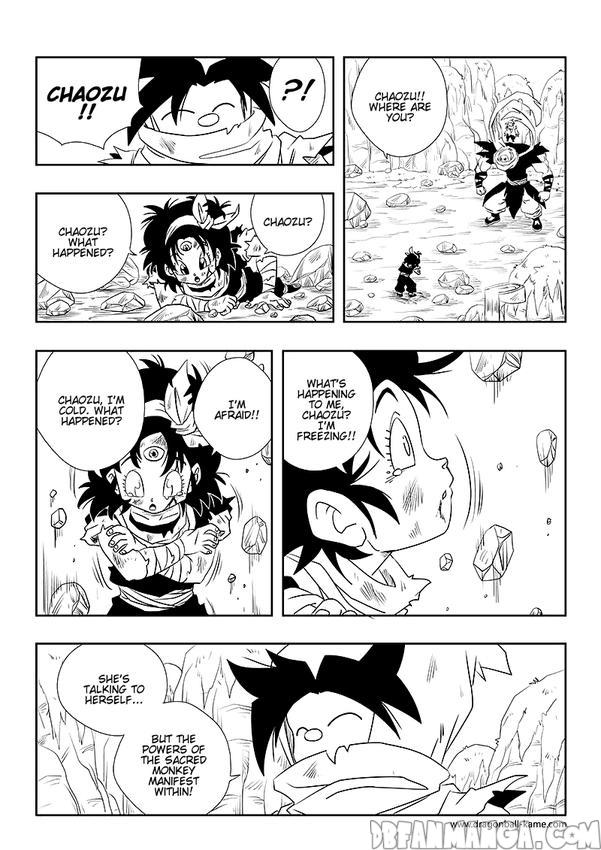 CHAOZU
!!
?!
CHAOZU!!
WHERE ARE
YOU?
CHAOZU?
WHAT
HAPPENED?
CHAOZU?
CHAOZU, I'M
COLD. WHAT
HAPPENED?
I'M
AFRAID!!
WHAT'S
HAPPENING
TO ME,
CHAOZU?
I'M
FREEZING!!
SHE'S
TALKING TO
HERSELF...
BUT THE
POWERS OF
THE SACRED
MONKEY
MANIFEST
WITHIN!
www.dragonball-kame.com
DBFANMANGA.COM